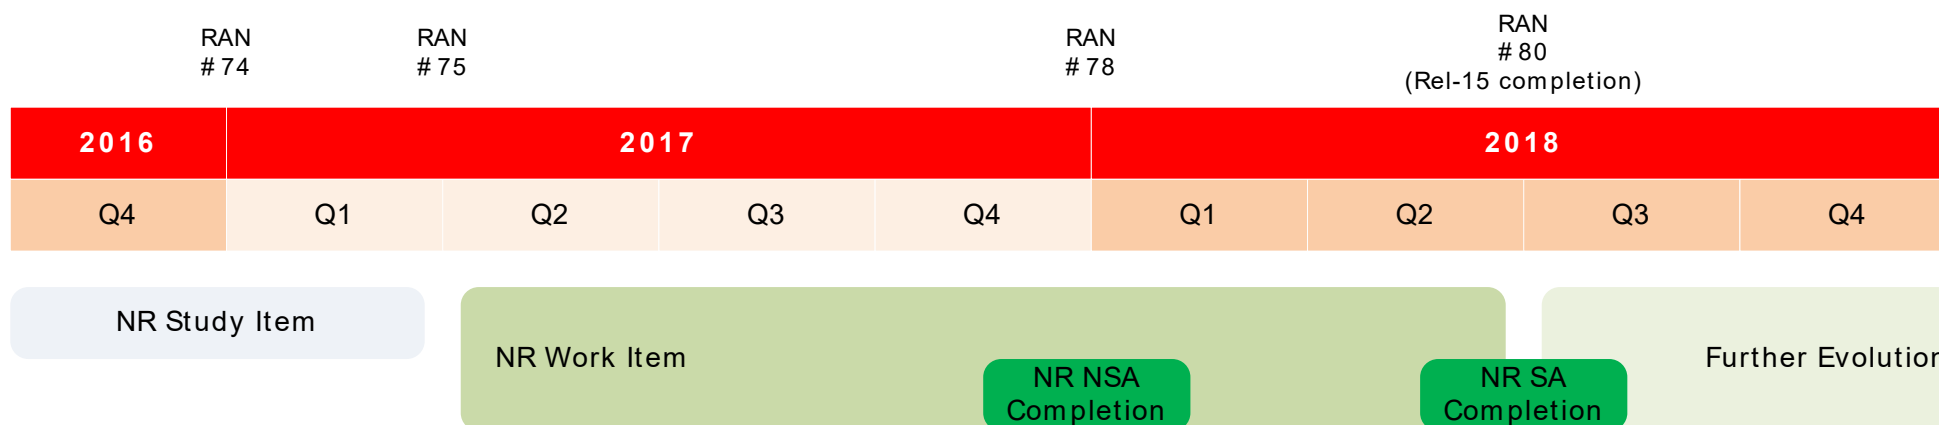 RAN
# 74
RAN
# 75
RAN
# 78
RAN
# 80
(Rel-15 completion)
2016
2017
2018
Q4
Q1
Q2
Q3
Q4
Q1
Q2
Q3
Q4
NR Study Item
NR Work Item
NR NSA
Completion
NR SA
Completion
Further Evolution